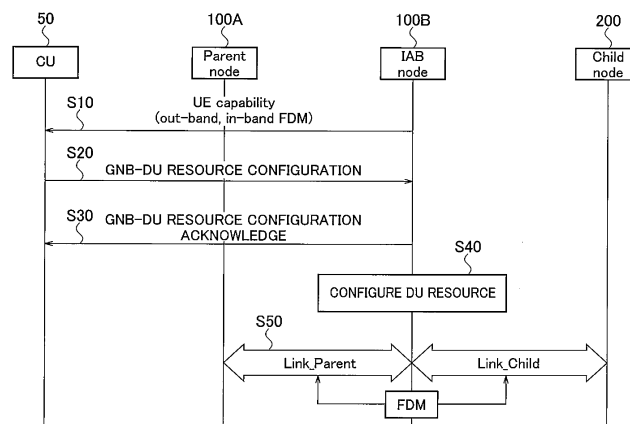 50
100A
100B
200
CU
Parent
node
IAB
node
Child
node
S10
UE capability
(out-band, in-band FDM)
S20
GNB-DU RESOURCE CONFIGURATION
S30
GNB-DU RESOURCE CONFIGURATION
ACKNOWLEDGE
S40
CONFIGURE DU RESOURCE
S50
Link_Parent
Link_Child
FDM